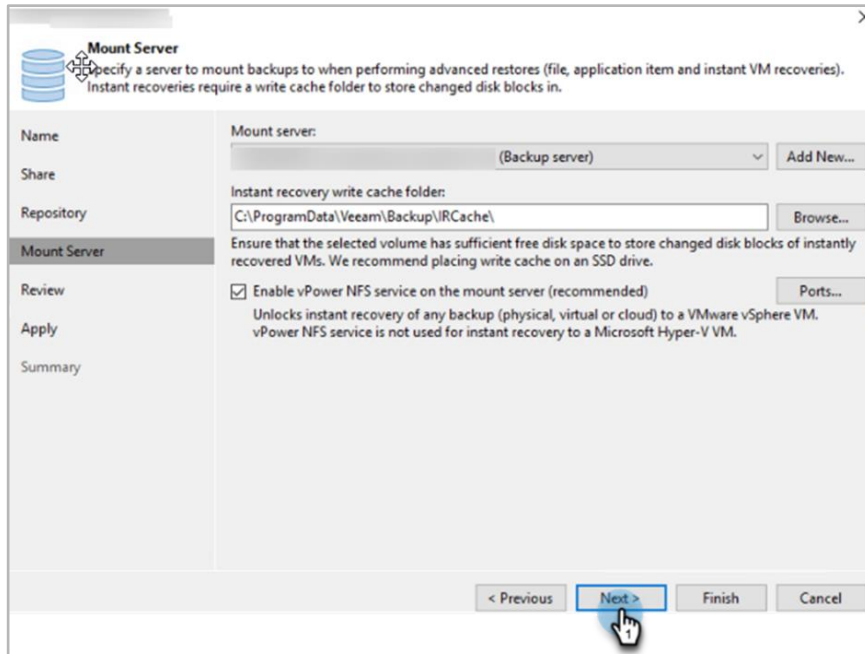 Mount Server
Specify a server to mount backups to when performing advanced restores (file, application item and instant VM recoveries).
Instant recoveries require a write cache folder to store changed disk blocks in.
Name
Share
Repository
Mount Server
Review
Apply
Summary
Mount server:
(Backup server)
Add New...
Instant recovery write cache folder:
C:\ProgramData\Veeam\Backup\IRCache\
Browse...
Ensure that the selected volume has sufficient free disk space to store changed disk blocks of instantly
recovered VMs. We recommend placing write cache on an SSD drive.
Enable vPower NFS service on the mount server (recommended)
Ports...
Unlocks instant recovery of any backup (physical, virtual or cloud) to a VMware vSphere VM.
vPower NFS service is not used for instant recovery to a Microsoft Hyper-V VM.
< Previous
Next >
Finish
Cancel
1